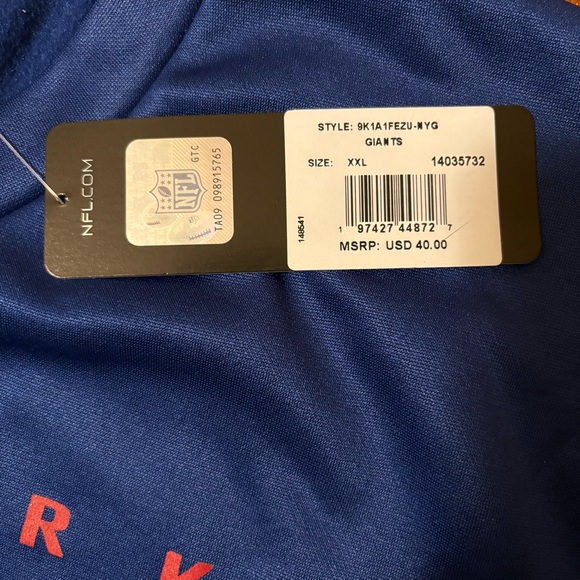 NFL.COM
NFL
GTC
TA09 098915765
STYLE: 9K1A1FEZU-NYG
GIANTS
SIZE: XXL 14035732
148541
1 97427 44872 7
MSRP: USD 40.00
R K